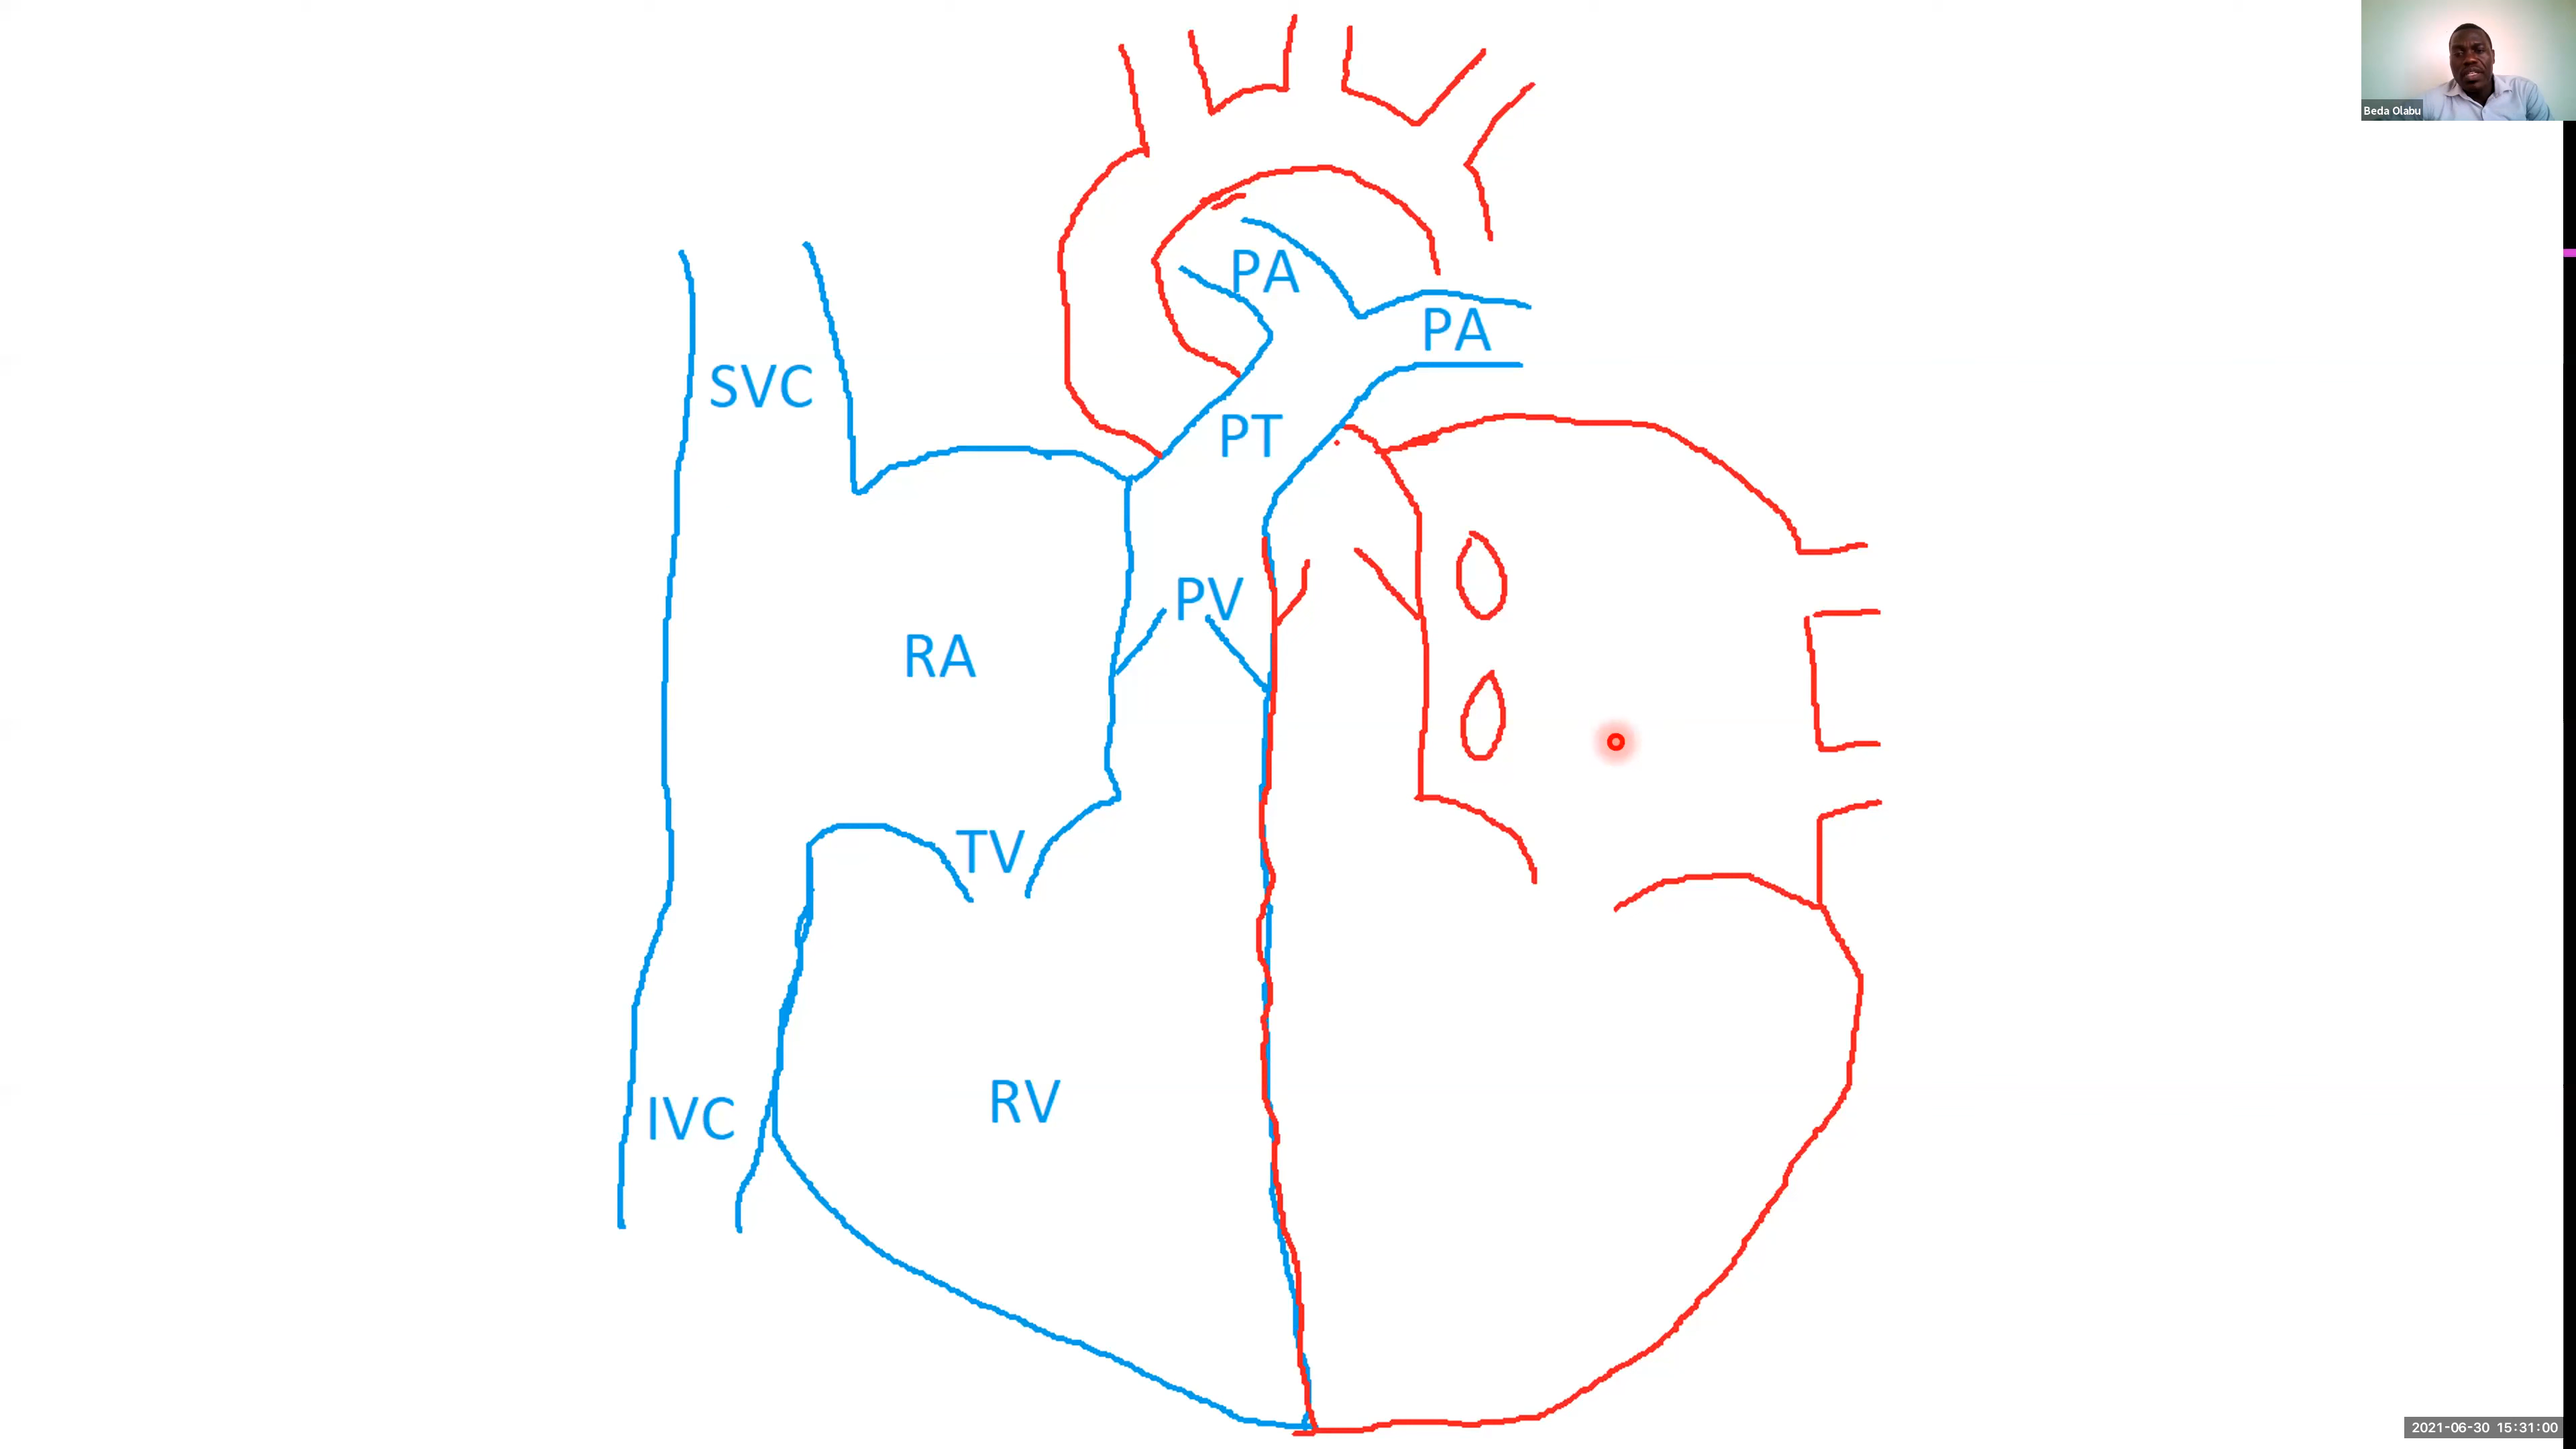 Beda Olabu
PA
PA
SVC
PT
PV
RA
TV
RV
IVC
2021-06-30 15:31:00